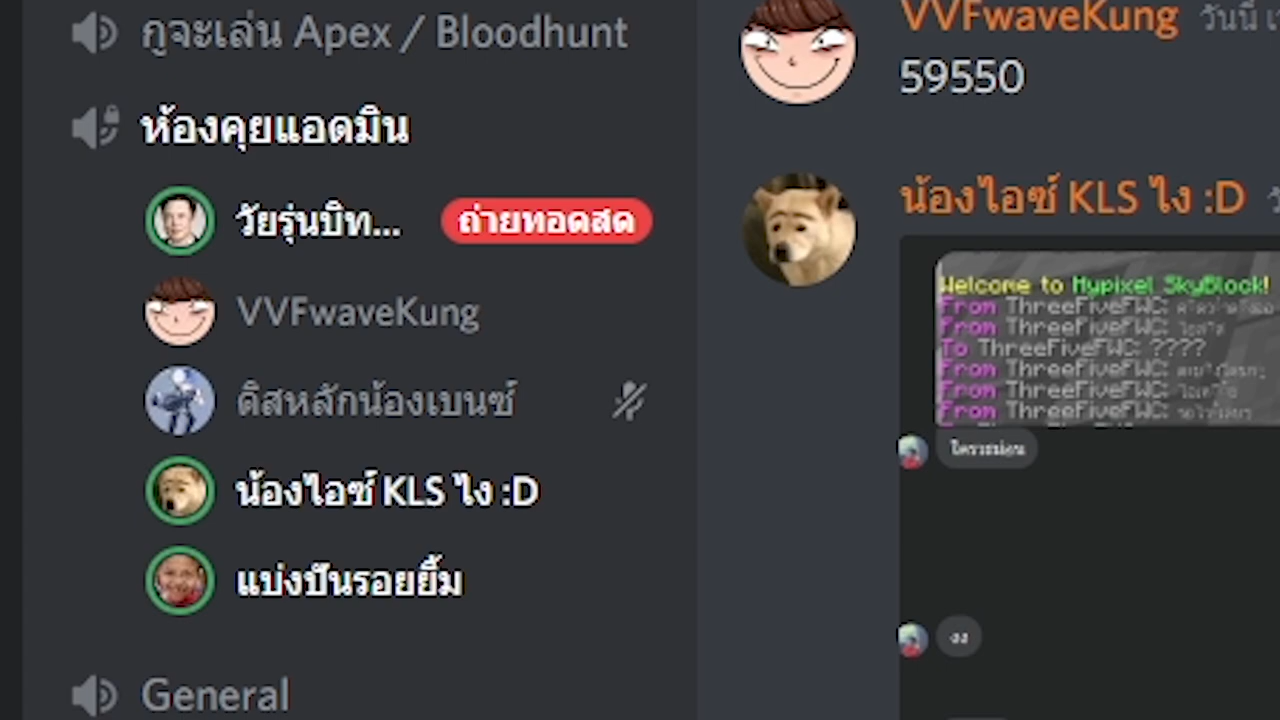 กูจะเล่น Apex / Bloodhunt
ห้องคุยแอดมิน
วัยรุ่นบิท... ถ่ายทอดสด
VVFwaveKung
ดิสหลักน้องเบนซ์
น้องไอซ์ KLS ไง :D
แบ่งปันรอยยิ้ม
General
VVFwaveKung วันนี้
59550
น้องไอซ์ KLS ไง :D
Welcome to Hypixel SkyBlock!
From ThreeFiveFWC:
From ThreeFiveFWC:
To ThreeFiveFWC: ????
From ThreeFiveFWC:
From ThreeFiveFWC:
From ThreeFiveFWC:
งง